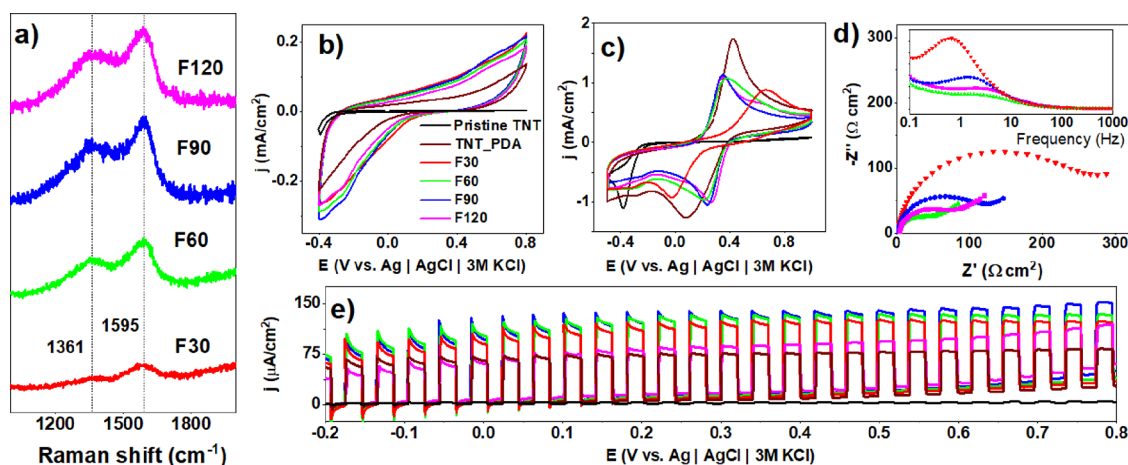 a)
F120
F90
F60
F30
1595
1361
1200 1500 1800
Raman shift (cm⁻¹)
b)
j (mA/cm²)
0.2
0.0
-0.2
-0.4 0.0 0.4 0.8
E (V vs. Ag | AgCl | 3M KCl)
Pristine TNT
TNT_PDA
F30
F60
F90
F120
c)
j (mA/cm²)
2
1
0
-1
0.0 0.4 0.8
E (V vs. Ag | AgCl | 3M KCl)
d)
-Z'' (Ω cm²)
300
250
200
150
100
50
0
0.1 1 10 100 1000
Frequency (Hz)
0 100 200 300
Z' (Ω cm²)
e)
j (µA/cm²)
150
75
0
-0.2 -0.1 0.0 0.1 0.2 0.3 0.4 0.5 0.6 0.7 0.8
E (V vs. Ag | AgCl | 3M KCl)